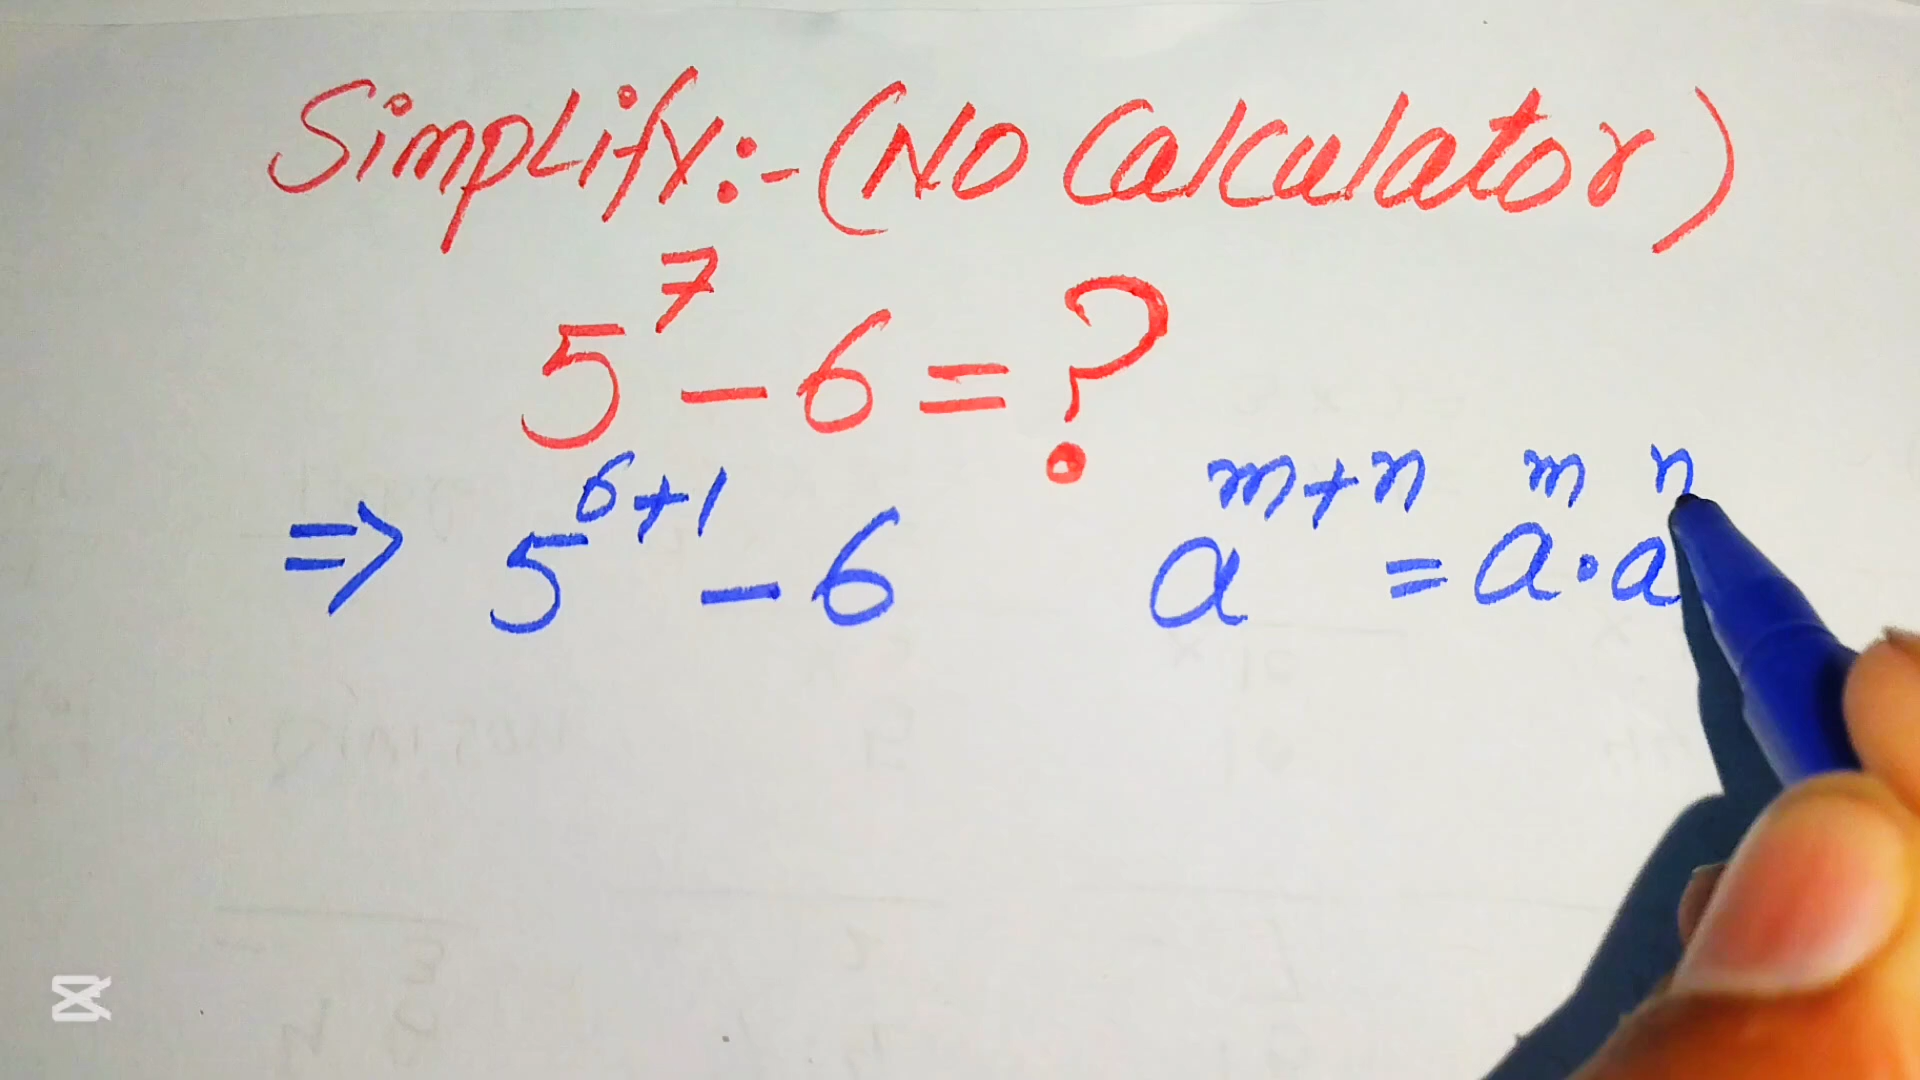 Simplify:-(No Calculator)
5⁷-6=?
⇒ 5⁶⁺¹-6 aᵐ⁺ⁿ=aᵐ·aⁿ